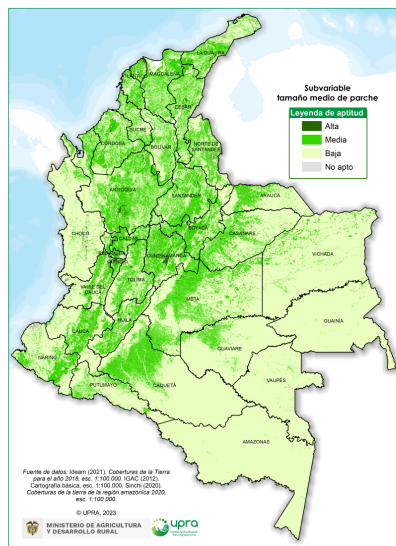 Subvariable
tamaño medio de parche
Leyenda de aptitud
Alta
Media
Baja
No apto
LA GUAJIRA
ATLÁNTICO
MAGDALENA
CESAR
SUCRE
CÓRDOBA
BOLÍVAR
NORTE DE
SANTANDER
ANTIOQUIA
SANTANDER
ARAUCA
CHOCÓ
BOYACÁ
CASANARE
CALDAS
CUNDINAMARCA
VICHADA
TOLIMA
VALLE DEL
CAUCA
META
GUAINÍA
HUILA
CAUCA
GUAVIARE
NARIÑO
VAUPÉS
PUTUMAYO
CAQUETÁ
AMAZONAS
Fuente de datos: Ideam (2021). Coberturas de la Tierra
para el año 2018, esc. 1:100.000. IGAC (2012).
Cartografía básica, esc. 1:100.000. Sinchi (2020).
Coberturas de la tierra de la región amazónica 2020,
esc. 1:100.000.
© UPRA, 2023
MINISTERIO DE AGRICULTURA
Y DESARROLLO RURAL
upra